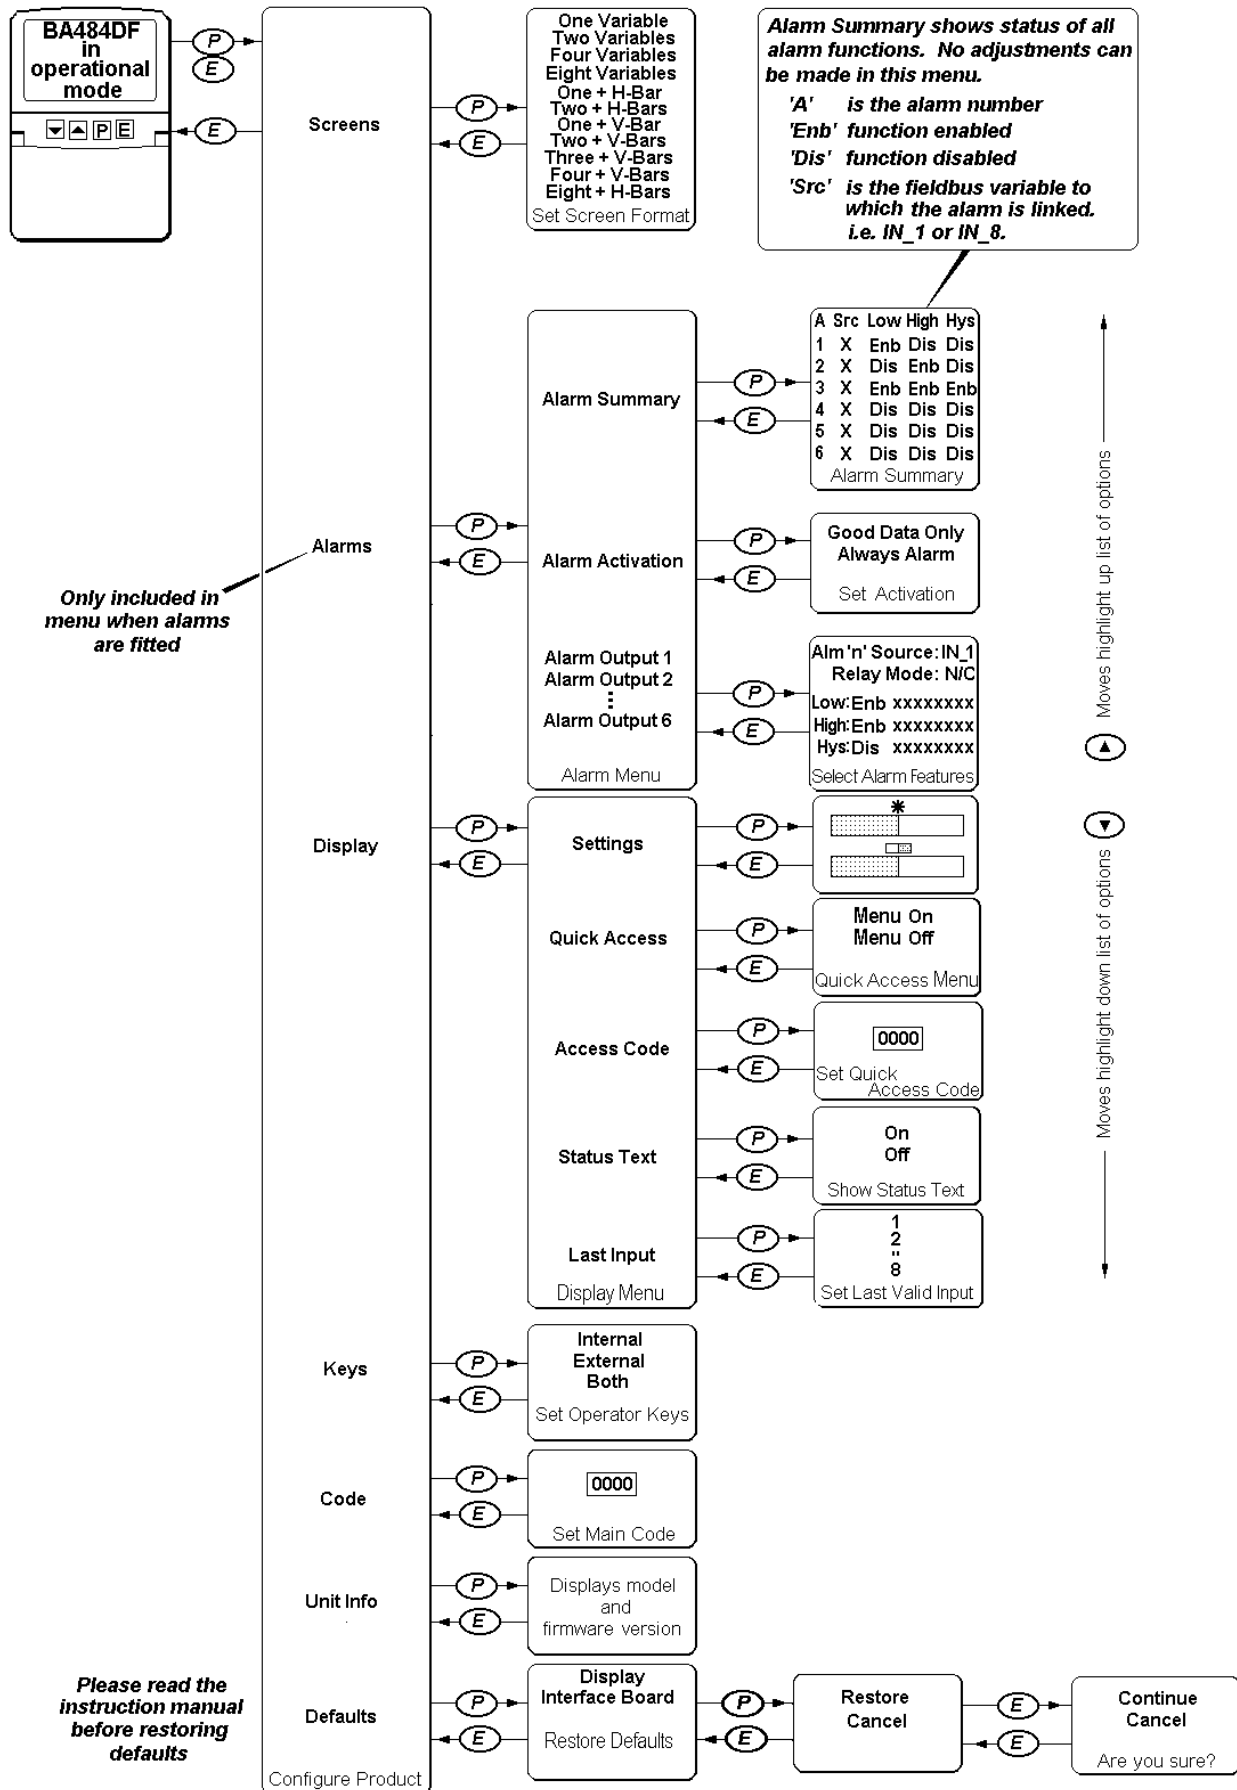 BA484DF
in
operational
mode
P
E
P E
E
Screens
P
E
One Variable
Two Variables
Four Variables
Eight Variables
One + H-Bar
Two + H-Bars
One + V-Bar
Two + V-Bars
Three + V-Bars
Four + V-Bars
Eight + H-Bars
Set Screen Format
Alarm Summary shows status of all
alarm functions. No adjustments can
be made in this menu.
'A' is the alarm number
'Enb' function enabled
'Dis' function disabled
'Src' is the fieldbus variable to
which the alarm is linked.
i.e. IN_1 or IN_8.
Alarms
Only included in
menu when alarms
are fitted
P
E
Alarm Summary
P
E
A Src Low High Hys
1 X Enb Dis Dis
2 X Dis Enb Dis
3 X Enb Enb Enb
4 X Dis Dis Dis
5 X Dis Dis Dis
6 X Dis Dis Dis
Alarm Summary
Alarm Activation
P
E
Good Data Only
Always Alarm
Set Activation
Alarm Output 1
Alarm Output 2
Alarm Output 6
Alarm Menu
P
E
Alm 'n' Source: IN_1
Relay Mode: N/C
Low: Enb xxxxxxxx
High: Enb xxxxxxxx
Hys: Dis xxxxxxxx
Select Alarm Features
Moves highlight up list of options
Moves highlight down list of options
Display
P
E
Settings
P
E
Quick Access
P
E
Menu On
Menu Off
Quick Access Menu
Access Code
P
E
0000
Set Quick
Access Code
Status Text
P
E
On
Off
Show Status Text
Last Input
Display Menu
P
E
1
2
"
8
Set Last Valid Input
Keys
P
E
Internal
External
Both
Set Operator Keys
Code
P
E
0000
Set Main Code
Unit Info
P
E
Displays model
and
firmware version
Please read the
instruction manual
before restoring
defaults
Defaults
Configure Product
P
E
Display
Interface Board
Restore Defaults
P
E
Restore
Cancel
E
E
Continue
Cancel
Are you sure?